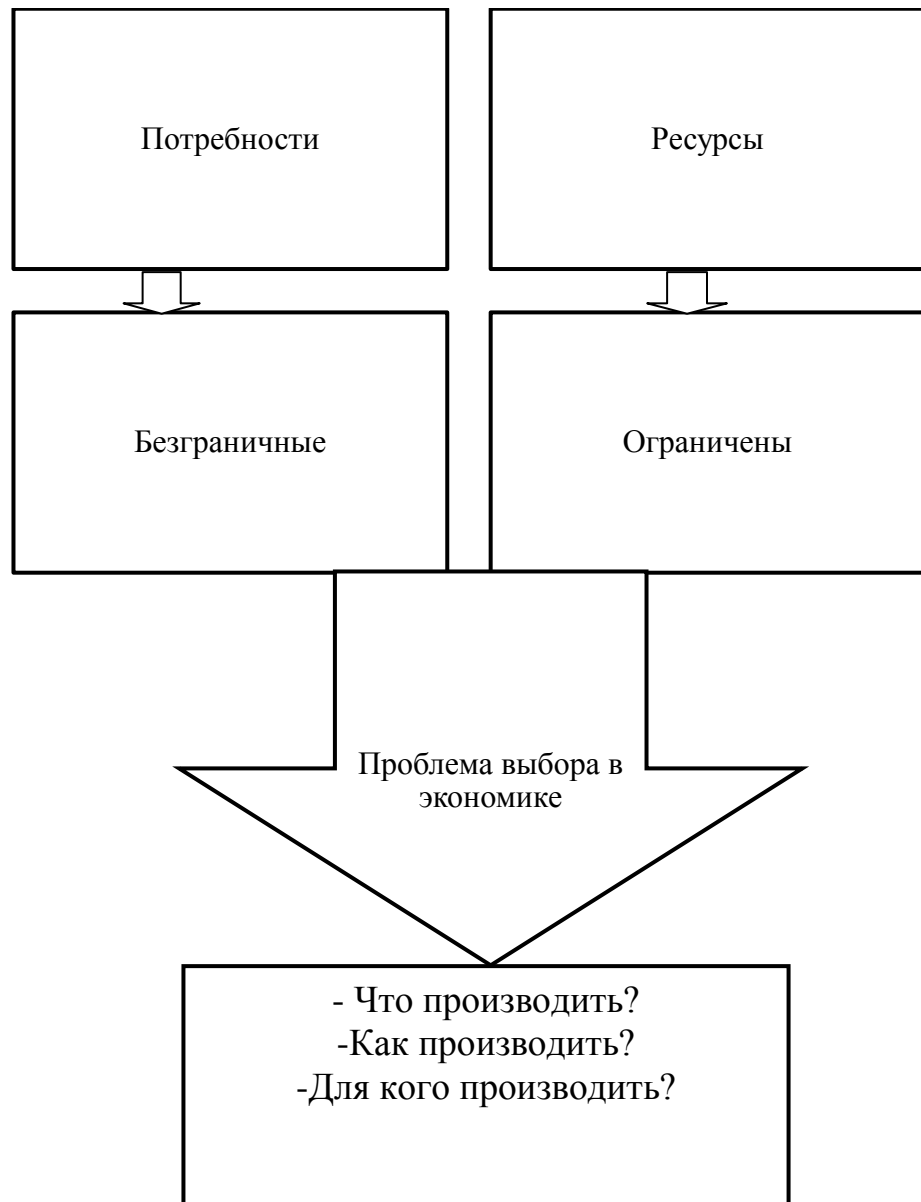 Потребности
Ресурсы
Безграничные
Ограничены
Проблема выбора в
экономике
- Что производить?
-Как производить?
-Для кого производить?